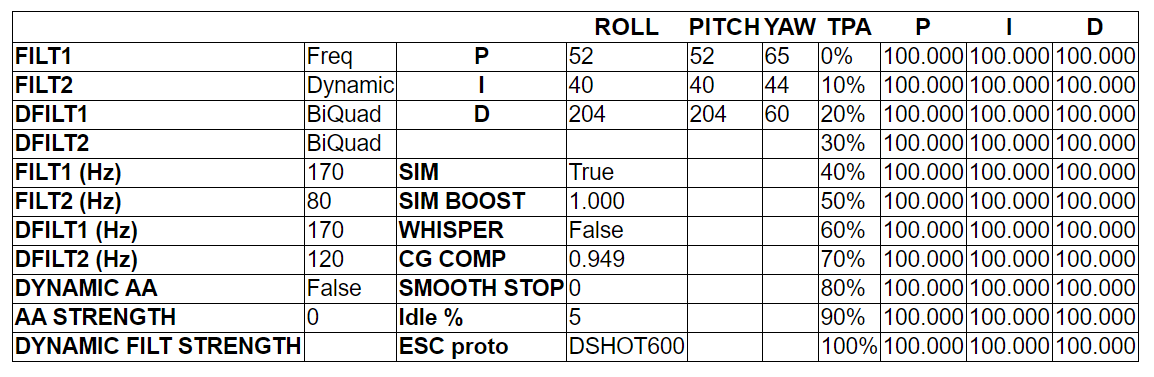 ROLL PITCH YAW TPA P I D
FILT1 Freq P 52 52 65 0% 100.000 100.000 100.000
FILT2 Dynamic I 40 40 44 10% 100.000 100.000 100.000
DFILT1 BiQuad D 204 204 60 20% 100.000 100.000 100.000
DFILT2 BiQuad 30% 100.000 100.000 100.000
FILT1 (Hz) 170 SIM True 40% 100.000 100.000 100.000
FILT2 (Hz) 80 SIM BOOST 1.000 50% 100.000 100.000 100.000
DFILT1 (Hz) 170 WHISPER False 60% 100.000 100.000 100.000
DFILT2 (Hz) 120 CG COMP 0.949 70% 100.000 100.000 100.000
DYNAMIC AA False SMOOTH STOP 0 80% 100.000 100.000 100.000
AA STRENGTH 0 Idle % 5 90% 100.000 100.000 100.000
DYNAMIC FILT STRENGTH ESC proto DSHOT600 100% 100.000 100.000 100.000